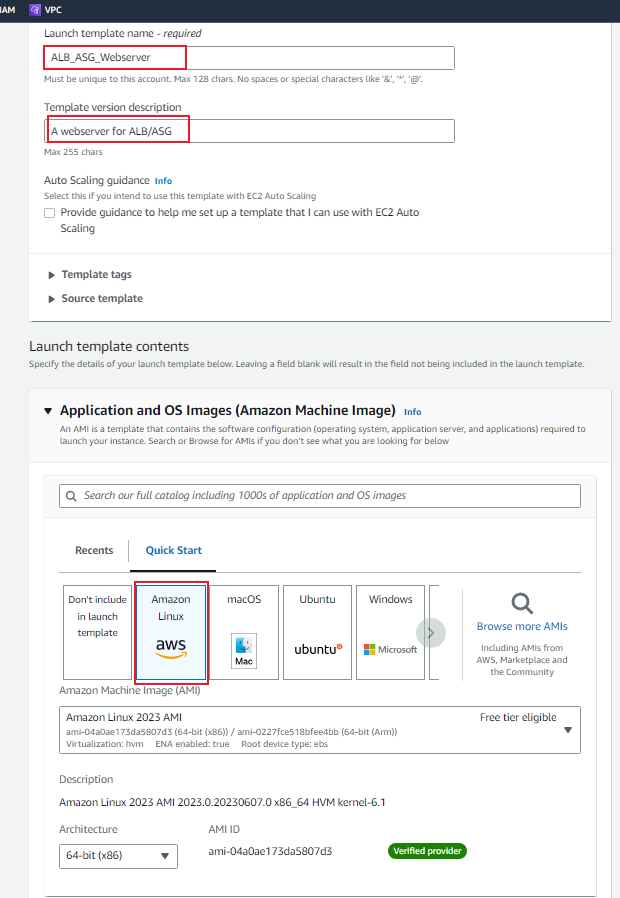 IAM VPC
Launch template name - required
ALB_ASG_Webserver
Must be unique to this account. Max 128 chars. No spaces or special characters like '&', '*', '@'.
Template version description
A webserver for ALB/ASG
Max 255 chars
Auto Scaling guidance Info
Select this if you intend to use this template with EC2 Auto Scaling
Provide guidance to help me set up a template that I can use with EC2 Auto
Scaling
Template tags
Source template
Launch template contents
Specify the details of your launch template below. Leaving a field blank will result in the field not being included in the launch template.
Application and OS Images (Amazon Machine Image) Info
An AMI is a template that contains the software configuration (operating system, application server, and applications) required to
launch your instance. Search or Browse for AMIs if you don't see what you are looking for below
Search our full catalog including 1000s of application and OS images
Recents Quick Start
Don't include
in launch
template
Amazon
Linux
aws
macOS
Mac
Ubuntu
ubuntu
Windows
Microsoft
Browse more AMIs
Including AMIs from
AWS, Marketplace and
the Community
Amazon Machine Image (AMI)
Amazon Linux 2023 AMI Free tier eligible
ami-04a0ae173da5807d3 (64-bit (x86)) / ami-0227fce518bfee4bb (64-bit (Arm))
Virtualization: hvm ENA enabled: true Root device type: ebs
Description
Amazon Linux 2023 AMI 2023.0.20230607.0 x86_64 HVM kernel-6.1
Architecture AMI ID
64-bit (x86) ami-04a0ae173da5807d3 Verified provider